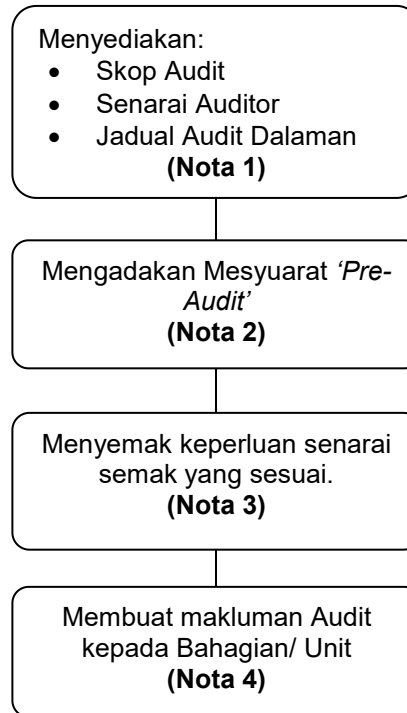 Menyediakan:
• Skop Audit
• Senarai Auditor
• Jadual Audit Dalaman
(Nota 1)
Mengadakan Mesyuarat ‘Pre-
Audit’
(Nota 2)
Menyemak keperluan senarai
semak yang sesuai.
(Nota 3)
Membuat makluman Audit
kepada Bahagian/ Unit
(Nota 4)